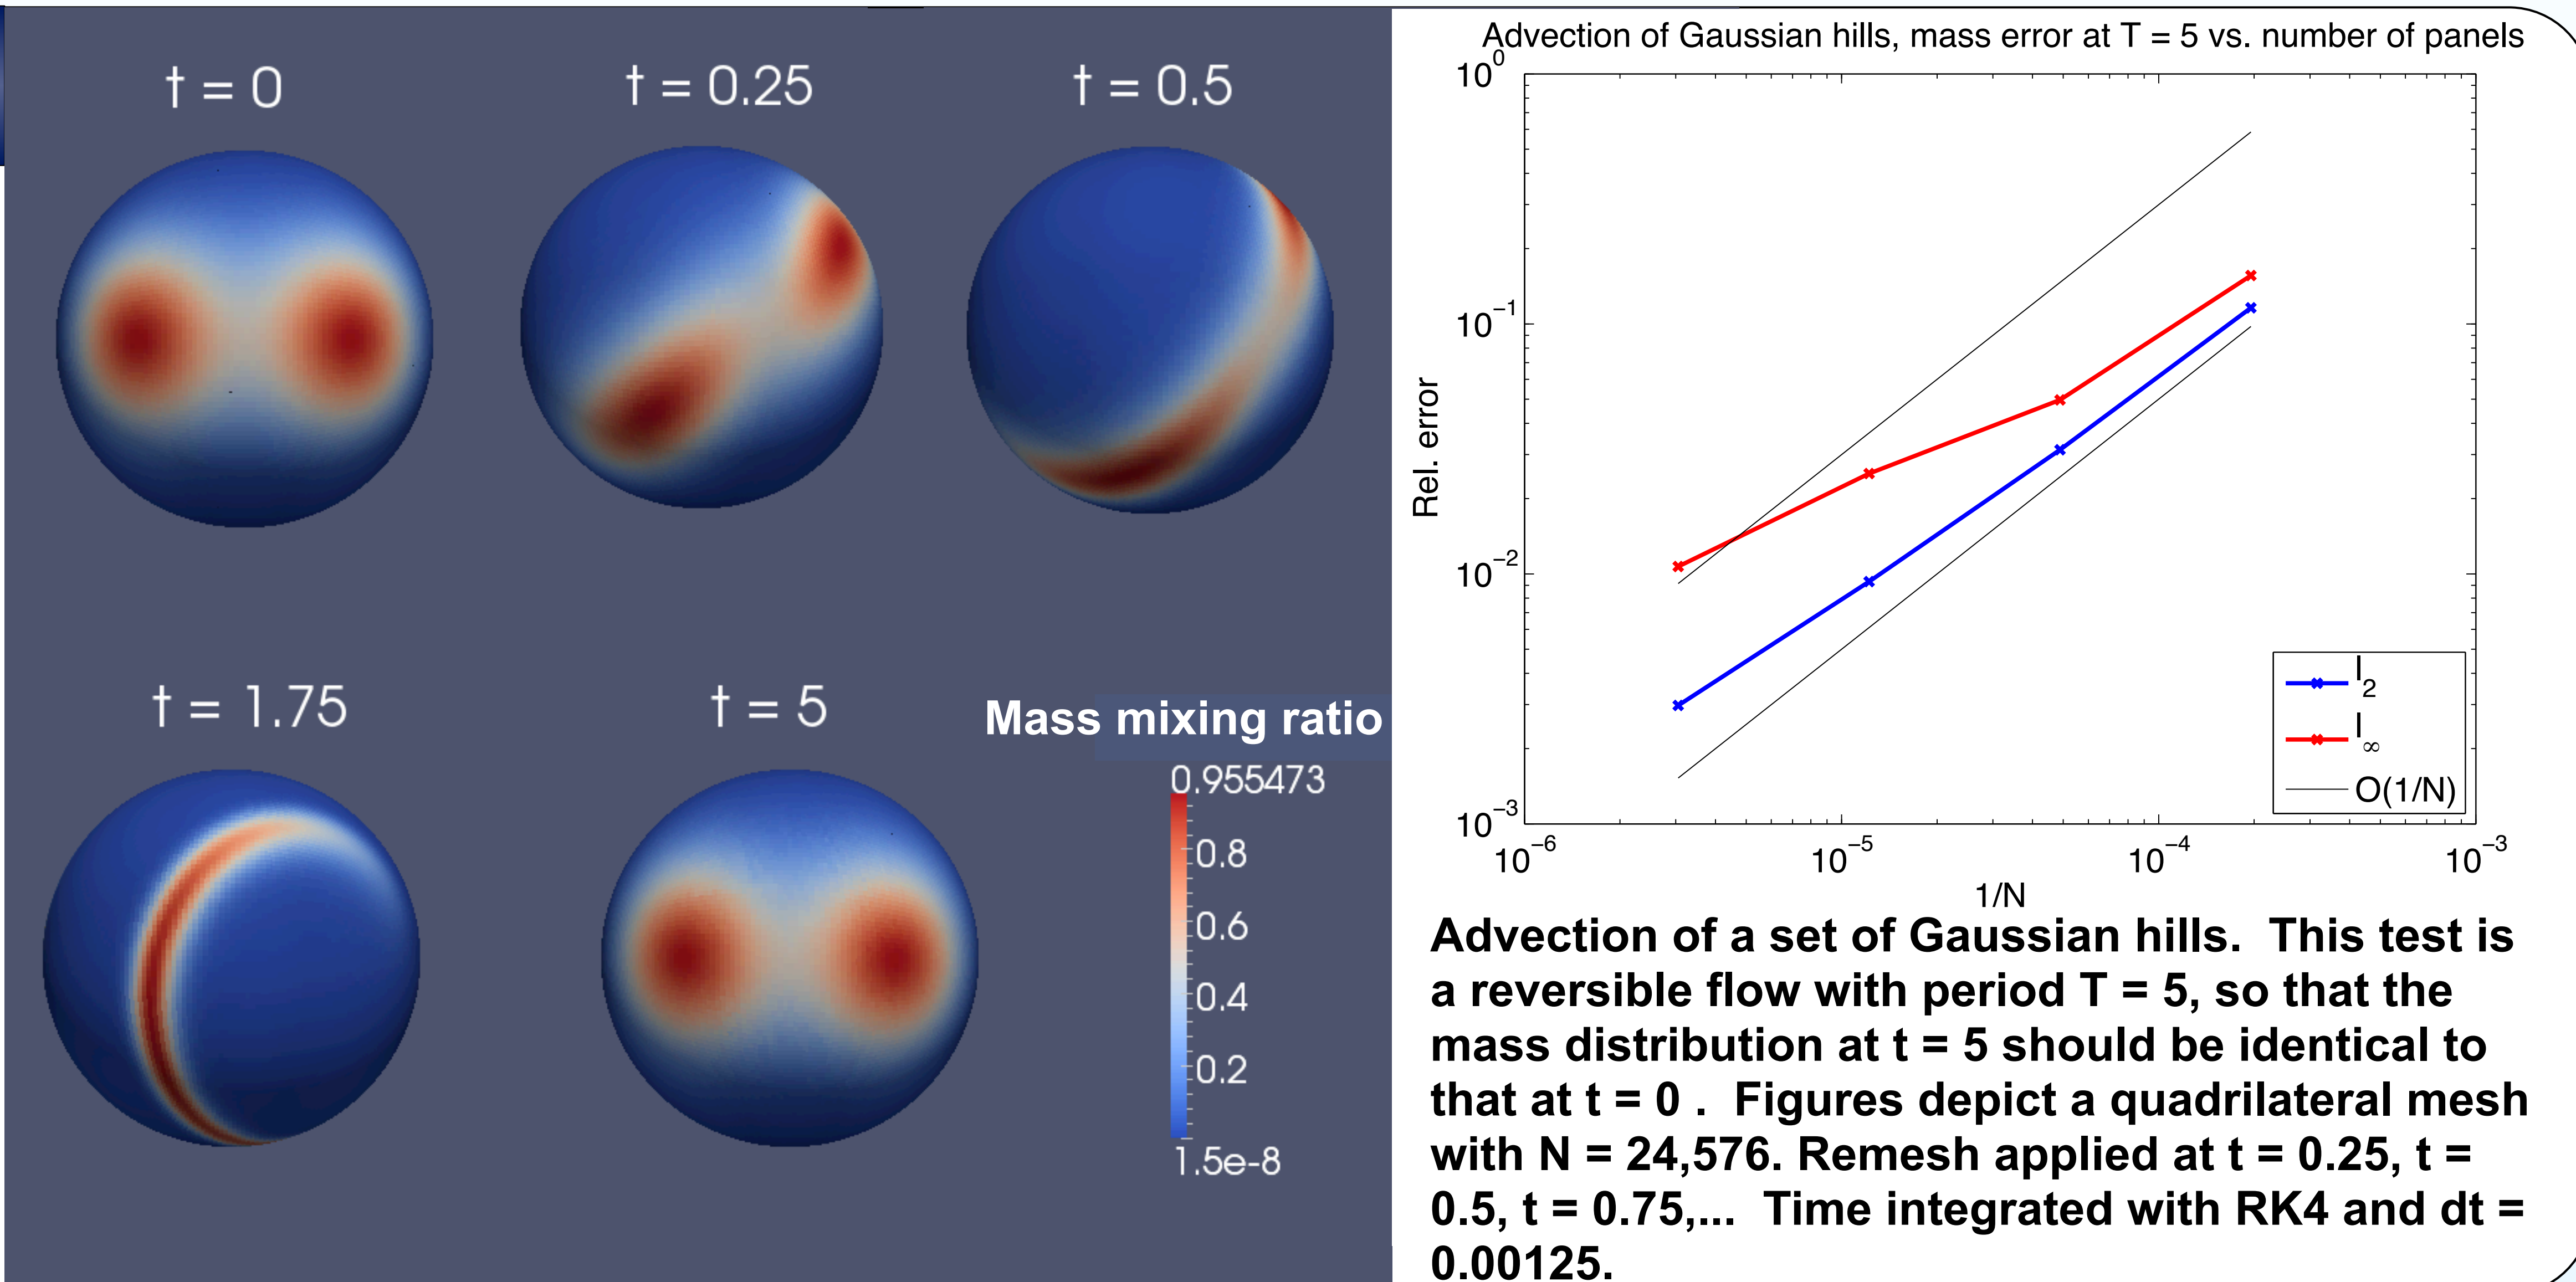 t = 0
t = 0.25
t = 0.5
t = 1.75
t = 5
Mass mixing ratio
0.955473
0.8
0.6
0.4
0.2
1.5e-8
Advection of Gaussian hills, mass error at T = 5 vs. number of panels
10⁰
10⁻¹
10⁻²
10⁻³
Rel. error
10⁻⁶ 10⁻⁵ 10⁻⁴ 10⁻³
1/N
l₂
l∞
O(1/N)
Advection of a set of Gaussian hills. This test is
a reversible flow with period T = 5, so that the
mass distribution at t = 5 should be identical to
that at t = 0 . Figures depict a quadrilateral mesh
with N = 24,576. Remesh applied at t = 0.25, t =
0.5, t = 0.75,... Time integrated with RK4 and dt =
0.00125.